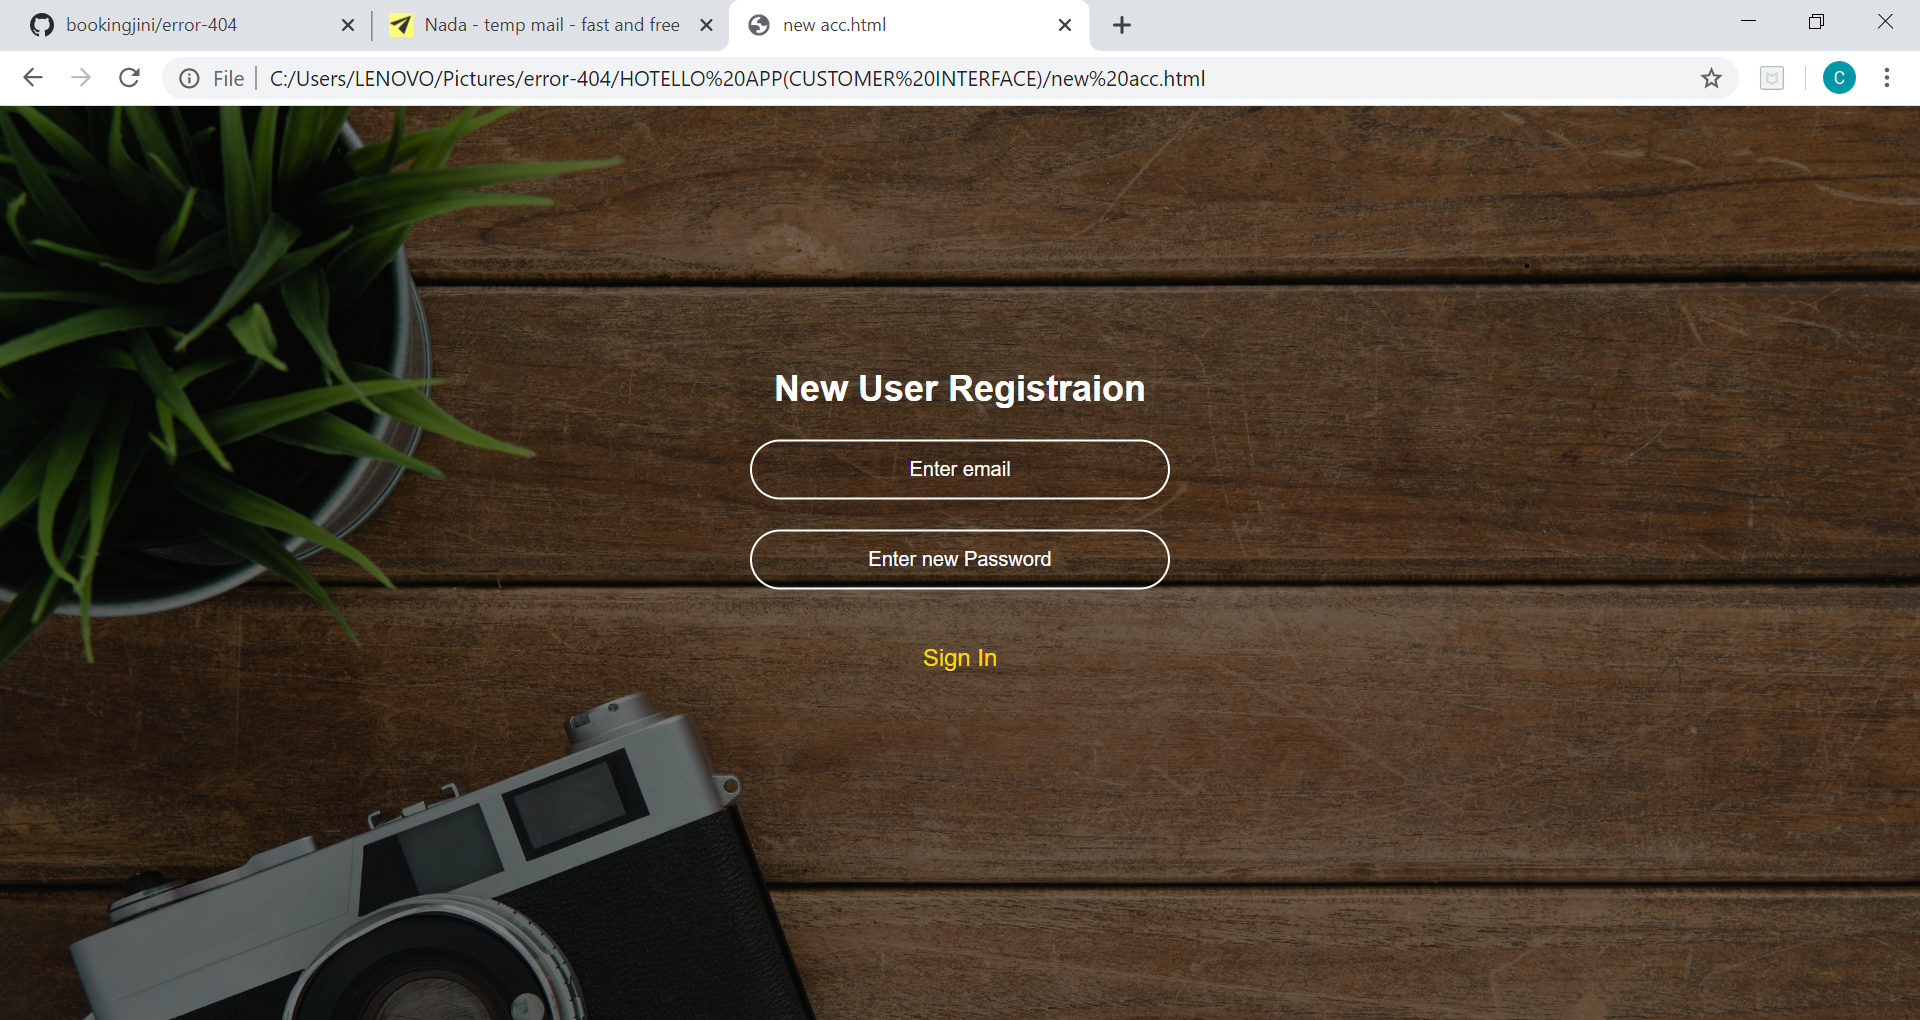 bookingjini/error-404
Nada - temp mail - fast and free
new acc.html
File
C:/Users/LENOVO/Pictures/error-404/HOTELLO%20APP(CUSTOMER%20INTERFACE)/new%20acc.html
C
New User Registraion
Enter email
Enter new Password
Sign In